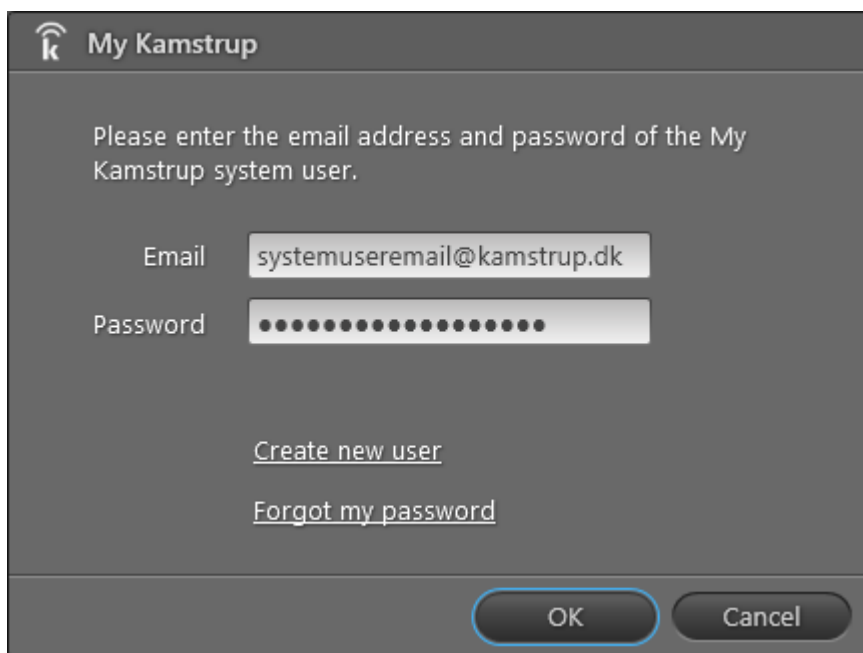 My Kamstrup
Please enter the email address and password of the My
Kamstrup system user.
Email
systemuseremail@kamstrup.dk
Password
●●●●●●●●●●●●●●●●●●
Create new user
Forgot my password
OK
Cancel